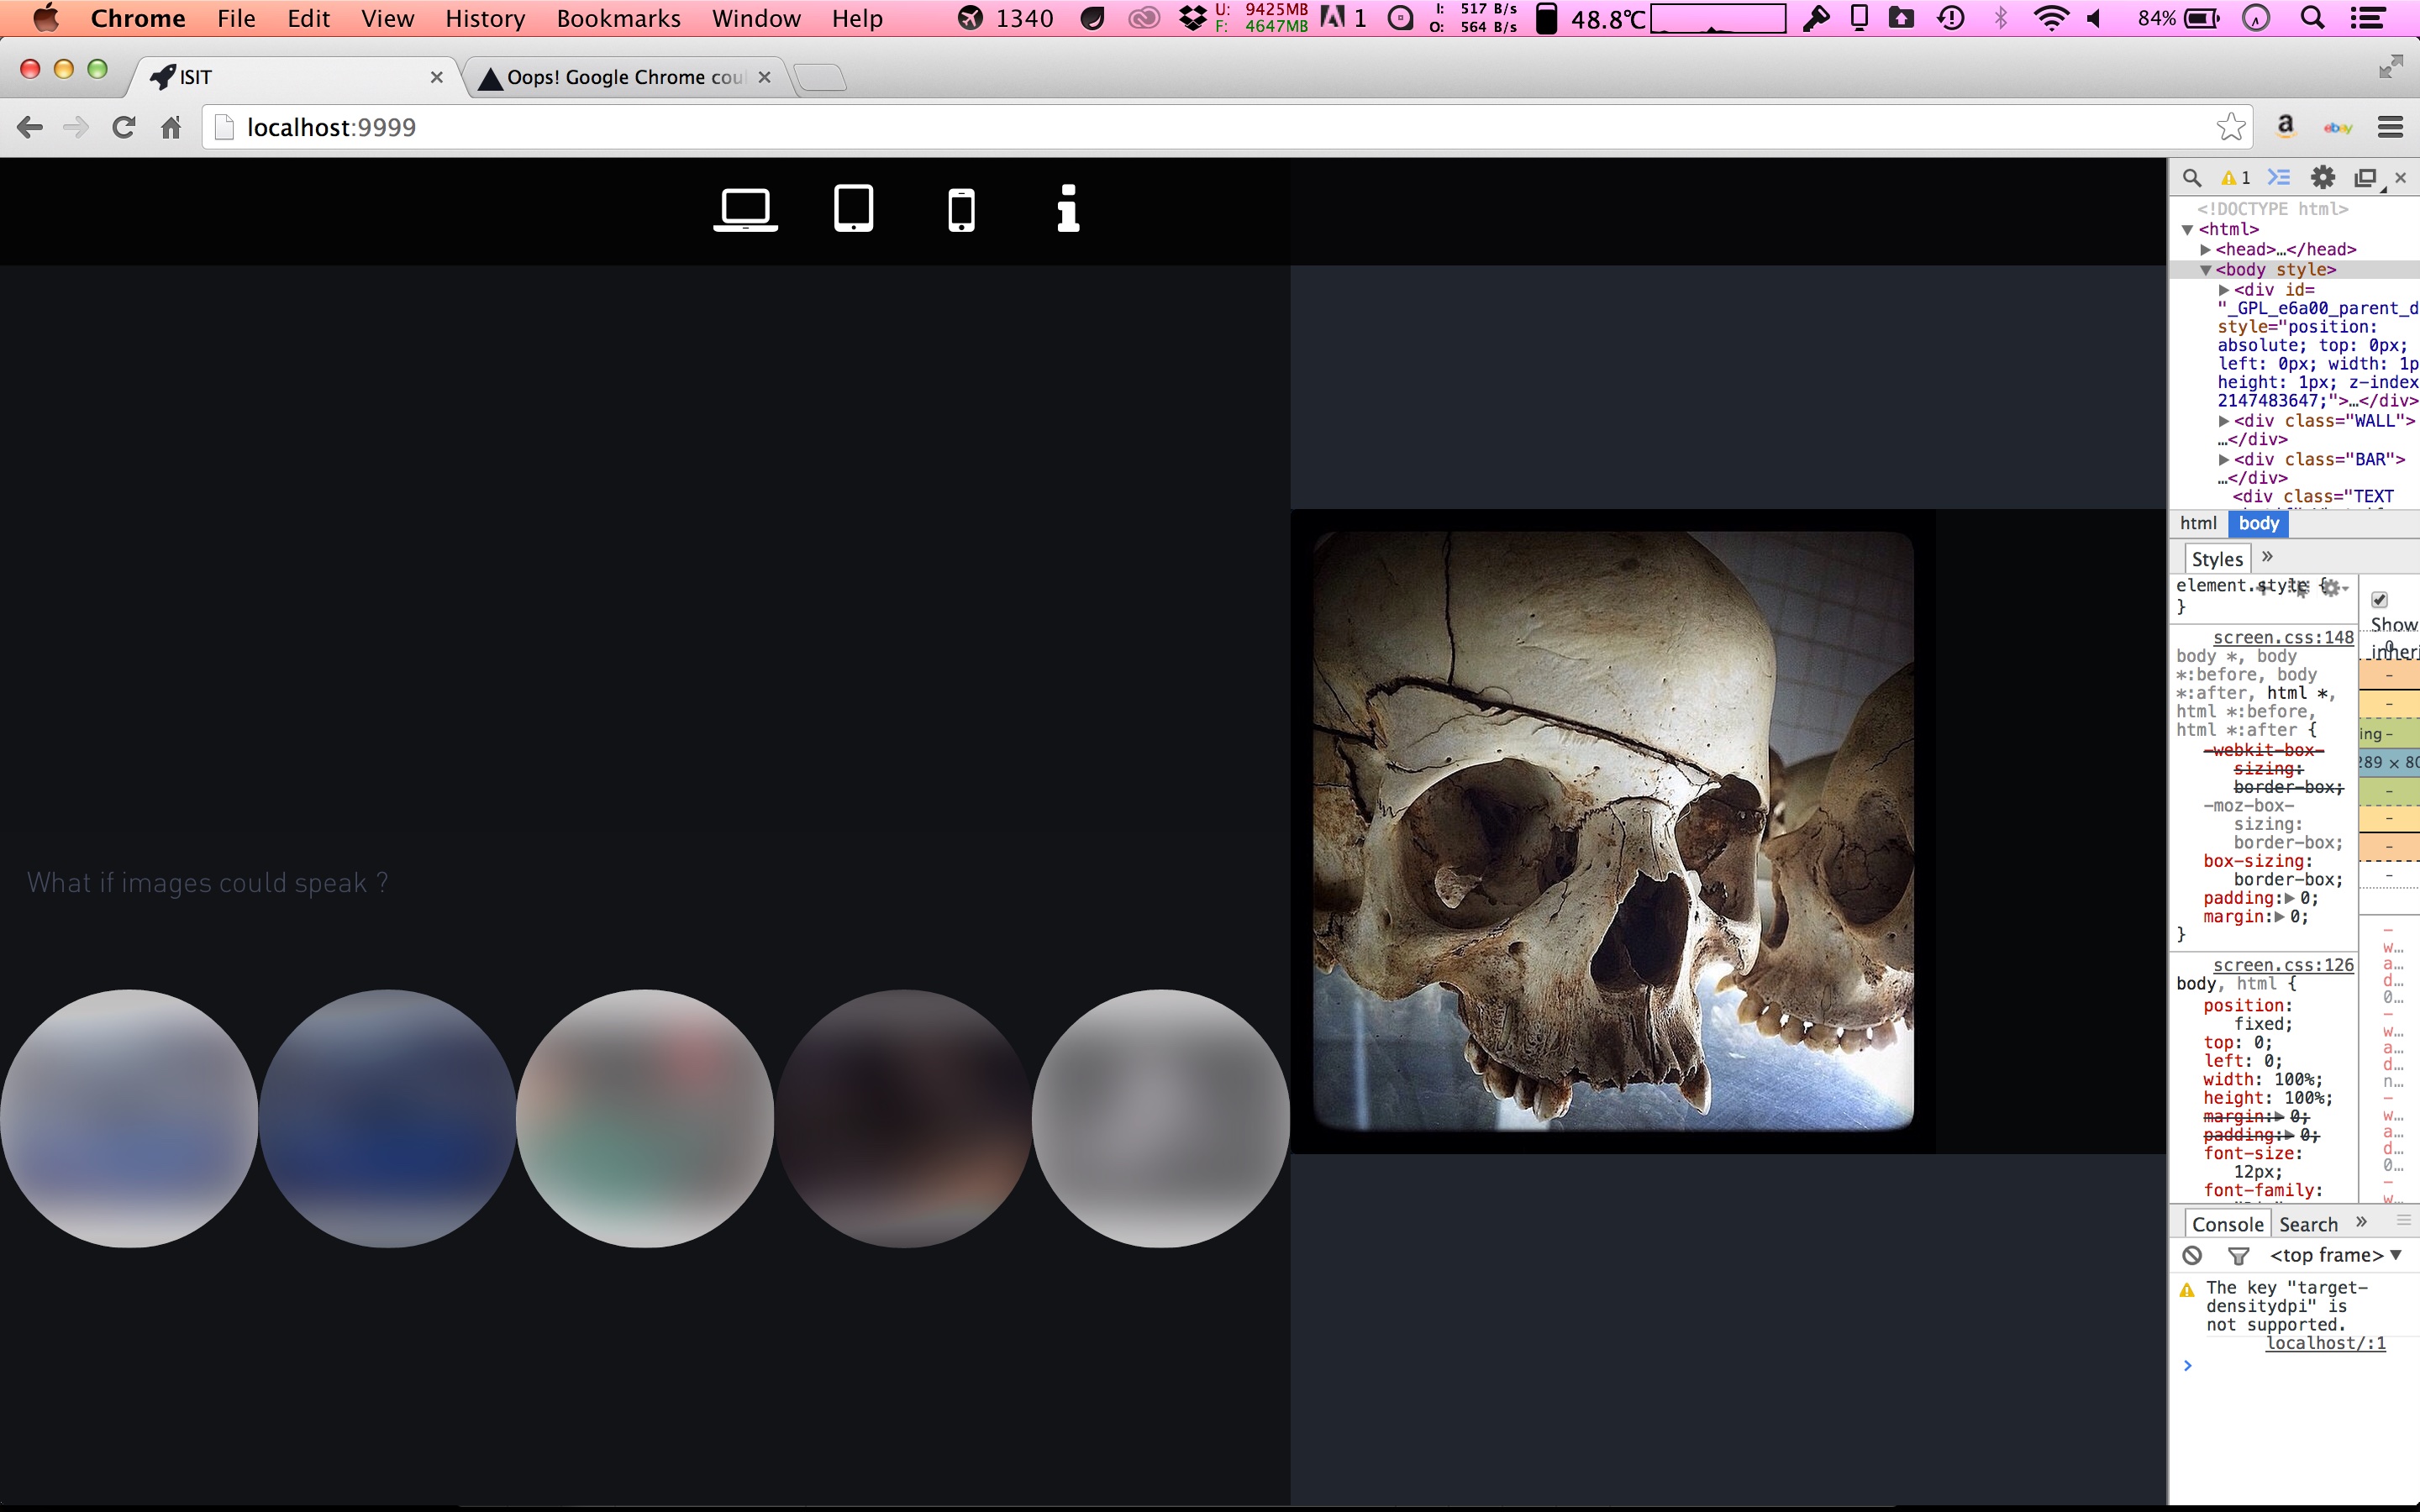 Chrome File Edit View History Bookmarks Window Help 1340 U: 9425MB F: 4647MB 1 I: 517 B/s O: 564 B/s 48.8°C 84%
ISIT
Oops! Google Chrome cou
localhost:9999
a ebay
1
<!DOCTYPE html>
<html>
<head>…</head>
<body style>
<div id=
"_GPL_e6a00_parent_d
style="position:
absolute; top: 0px;
left: 0px; width: 1p
height: 1px; z-index
2147483647;">…</div>
<div class="WALL">
…</div>
<div class="BAR">
…</div>
<div class="TEXT
html body
Styles »
element.style {
}
Show
inheri
screen.css:148
body *, body
*:before, body
*:after, html *,
html *:before,
html *:after {
-webkit-box-
sizing:
border-box;
-moz-box-
sizing:
border-box;
box-sizing:
border-box;
padding: 0;
margin: 0;
}
ing -
289 × 80
screen.css:126
body, html {
position:
fixed;
top: 0;
left: 0;
width: 100%;
height: 100%;
margin: 0;
padding: 0;
font-size:
12px;
font-family:
What if images could speak ?
Console Search »
<top frame>
The key "target-
densitydpi" is
not supported.
localhost/:1
>